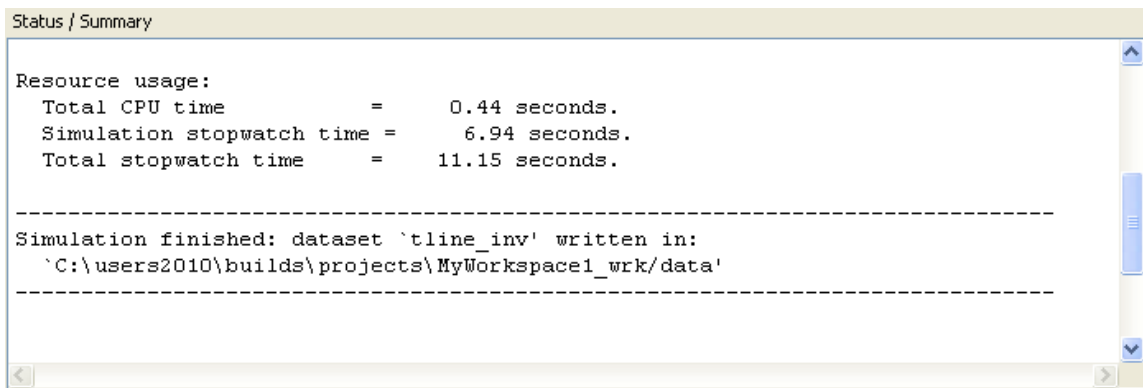 Status / Summary
Resource usage:
Total CPU time = 0.44 seconds.
Simulation stopwatch time = 6.94 seconds.
Total stopwatch time = 11.15 seconds.
--------------------------------------------------------------------------------
Simulation finished: dataset `tline_inv' written in:
`C:\users2010\builds\projects\MyWorkspace1_wrk/data'
--------------------------------------------------------------------------------